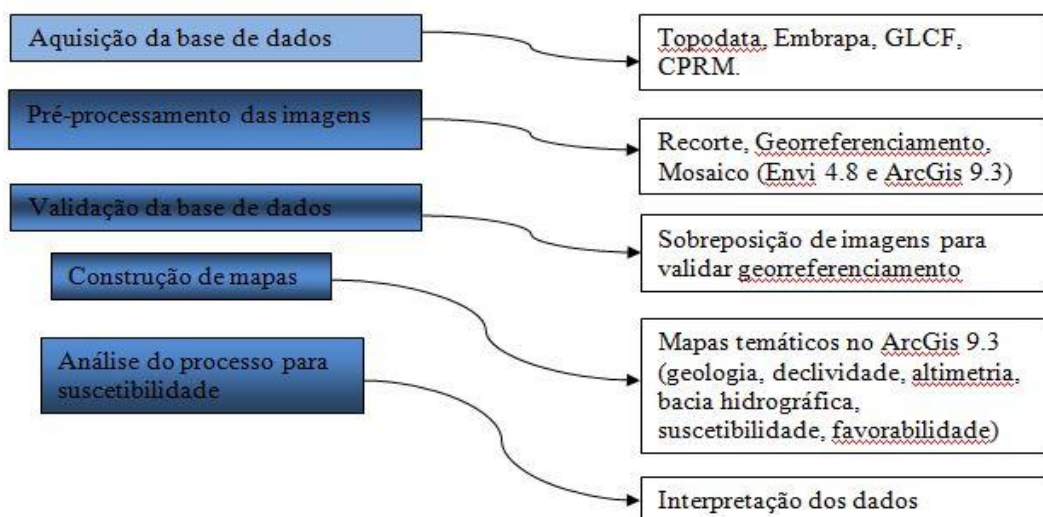 Aquisição da base de dados
Topodata, Embrapa, GLCF,
CPRM.
Pré-processamento das imagens
Recorte, Georreferenciamento,
Mosaico (Envi 4.8 e ArcGis 9.3)
Validação da base de dados
Sobreposição de imagens para
validar georreferenciamento
Construção de mapas
Mapas temáticos no ArcGis 9.3
(geologia, declividade, altimetria,
bacia hidrográfica,
suscetibilidade, favorabilidade)
Análise do processo para
suscetibilidade
Interpretação dos dados